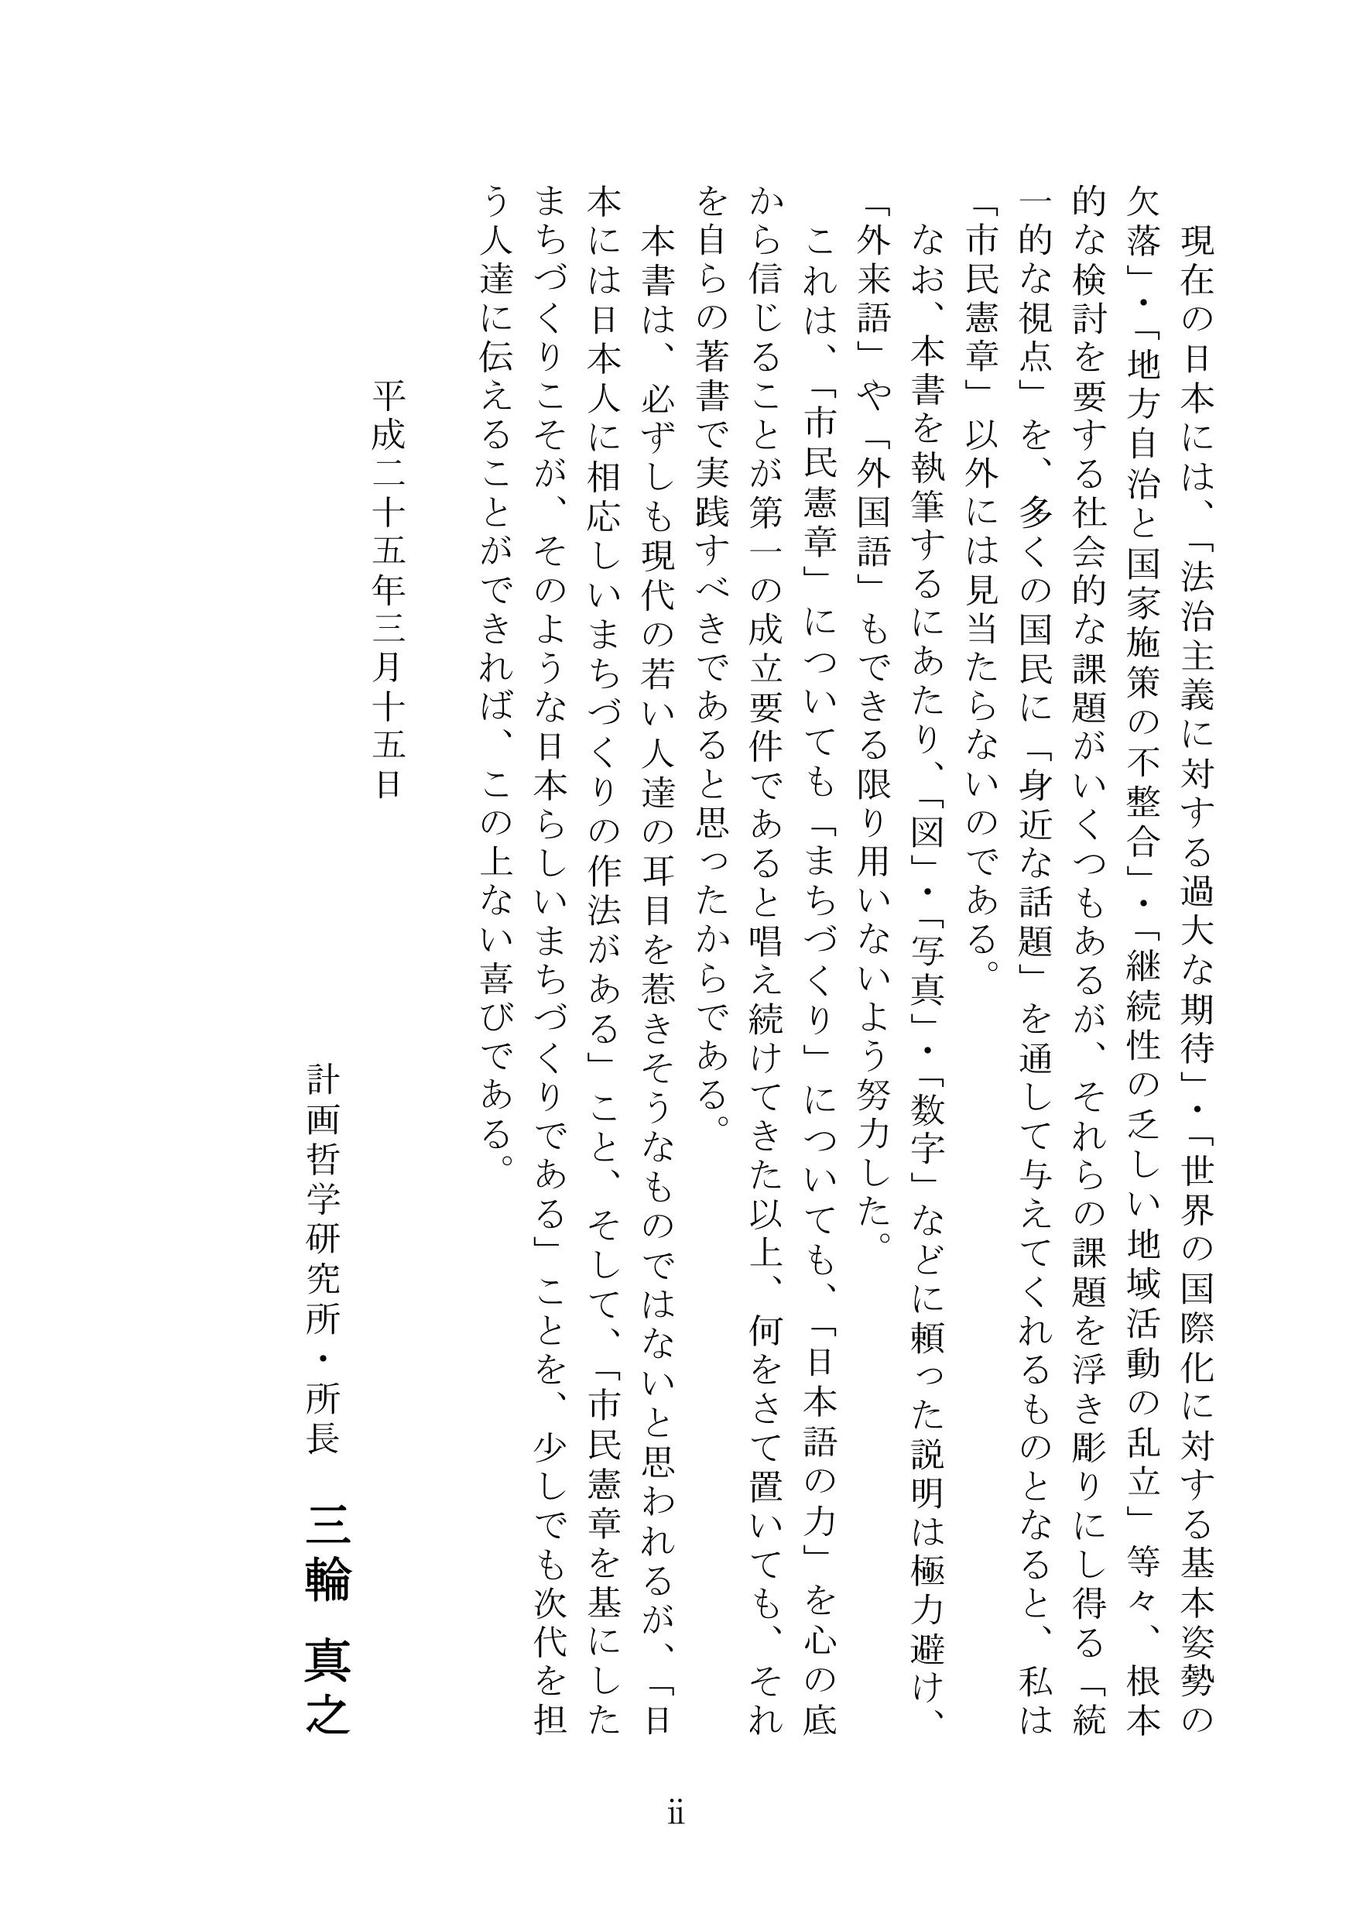 現在の日本には、「法治主義に対する過大な期待」・「世界の国際化に対する基本姿勢の
欠落」・「地方自治と国家施策の不整合」・「継続性の乏しい地域活動の乱立」等々、根本
的な検討を要する社会的な課題がいくつもあるが、それらの課題を浮き彫りにし得る「統
一的な視点」を、多くの国民に「身近な話題」を通して与えてくれるものとなると、私は
「市民憲章」以外には見当たらないのである。
　なお、本書を執筆するにあたり、「図」・「写真」・「数字」などに頼った説明は極力避け、
「外来語」や「外国語」もできる限り用いないよう努力した。
　これは、「市民憲章」についても「まちづくり」についても、「日本語の力」を心の底
から信じることが第一の成立要件であると唱え続けてきた以上、何をさて置いても、それ
を自らの著書で実践すべきであると思ったからである。
　本書は、必ずしも現代の若い人達の耳目を惹きそうなものではないと思われるが、「日
本には日本人に相応しいまちづくりの作法がある」こと、そして、「市民憲章を基にした
まちづくりこそが、そのような日本らしいまちづくりである」ことを、少しでも次代を担
う人達に伝えることができれば、この上ない喜びである。
平成二十五年三月十五日
計画哲学研究所・所長　三輪　真之
ii